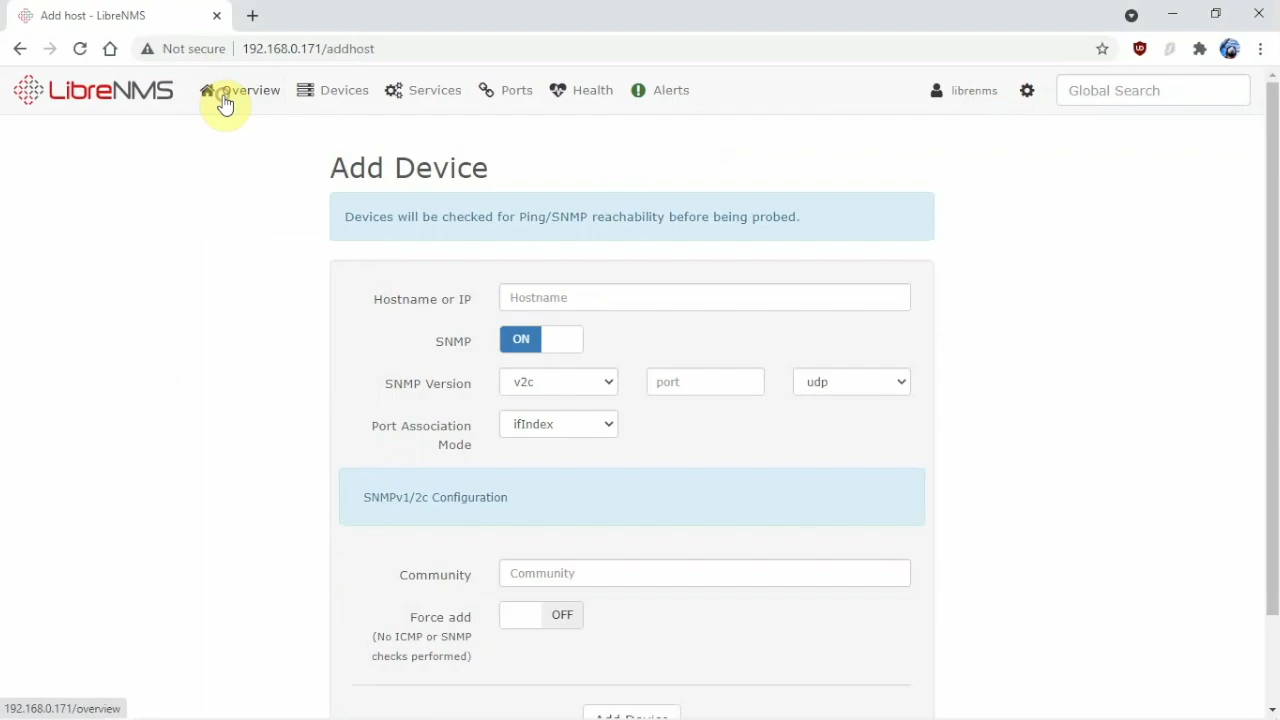 Add host - LibreNMS
Not secure 192.168.0.171/addhost
LibreNMS Overview Devices Services Ports Health Alerts librenms Global Search
Add Device
Devices will be checked for Ping/SNMP reachability before being probed.
Hostname or IP Hostname
SNMP ON
SNMP Version v2c port udp
Port Association ifIndex
Mode
SNMPv1/2c Configuration
Community Community
Force add OFF
(No ICMP or SNMP
checks performed)
Add Device
192.168.0.171/overview